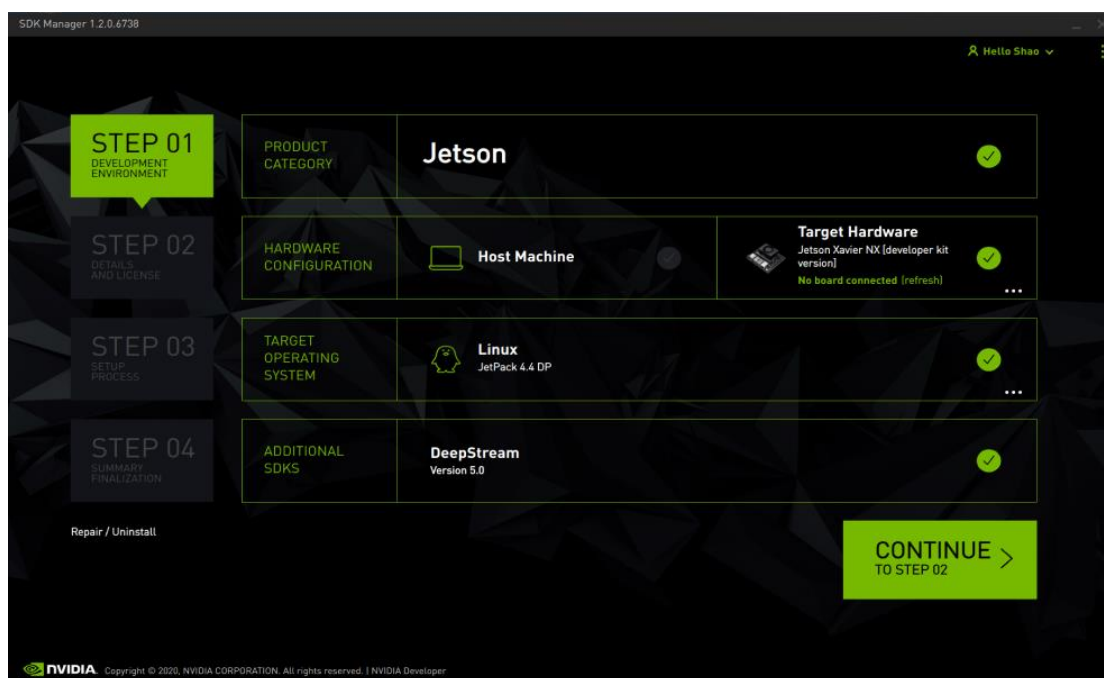 SDK Manager 1.2.0.6738
Hello Shao
STEP 01
DEVELOPMENT
ENVIRONMENT
PRODUCT
CATEGORY
Jetson
STEP 02
DETAILS
AND LICENSE
HARDWARE
CONFIGURATION
Host Machine
Target Hardware
Jetson Xavier NX [developer kit
version]
No board connected [refresh]
...
STEP 03
SETUP
PROCESS
TARGET
OPERATING
SYSTEM
Linux
JetPack 4.4 DP
...
STEP 04
SUMMARY
FINALIZATION
ADDITIONAL
SDKS
DeepStream
Version 5.0
Repair / Uninstall
CONTINUE >
TO STEP 02
NVIDIA. Copyright © 2020, NVIDIA CORPORATION. All rights reserved. | NVIDIA Developer